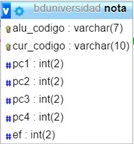 v bduniversidad nota
alu_codigo : varchar(7)
cur_codigo : varchar(10)
# pc1 : int(2)
# pc2 : int(2)
# pc3 : int(2)
# pc4 : int(2)
# ef : int(2)